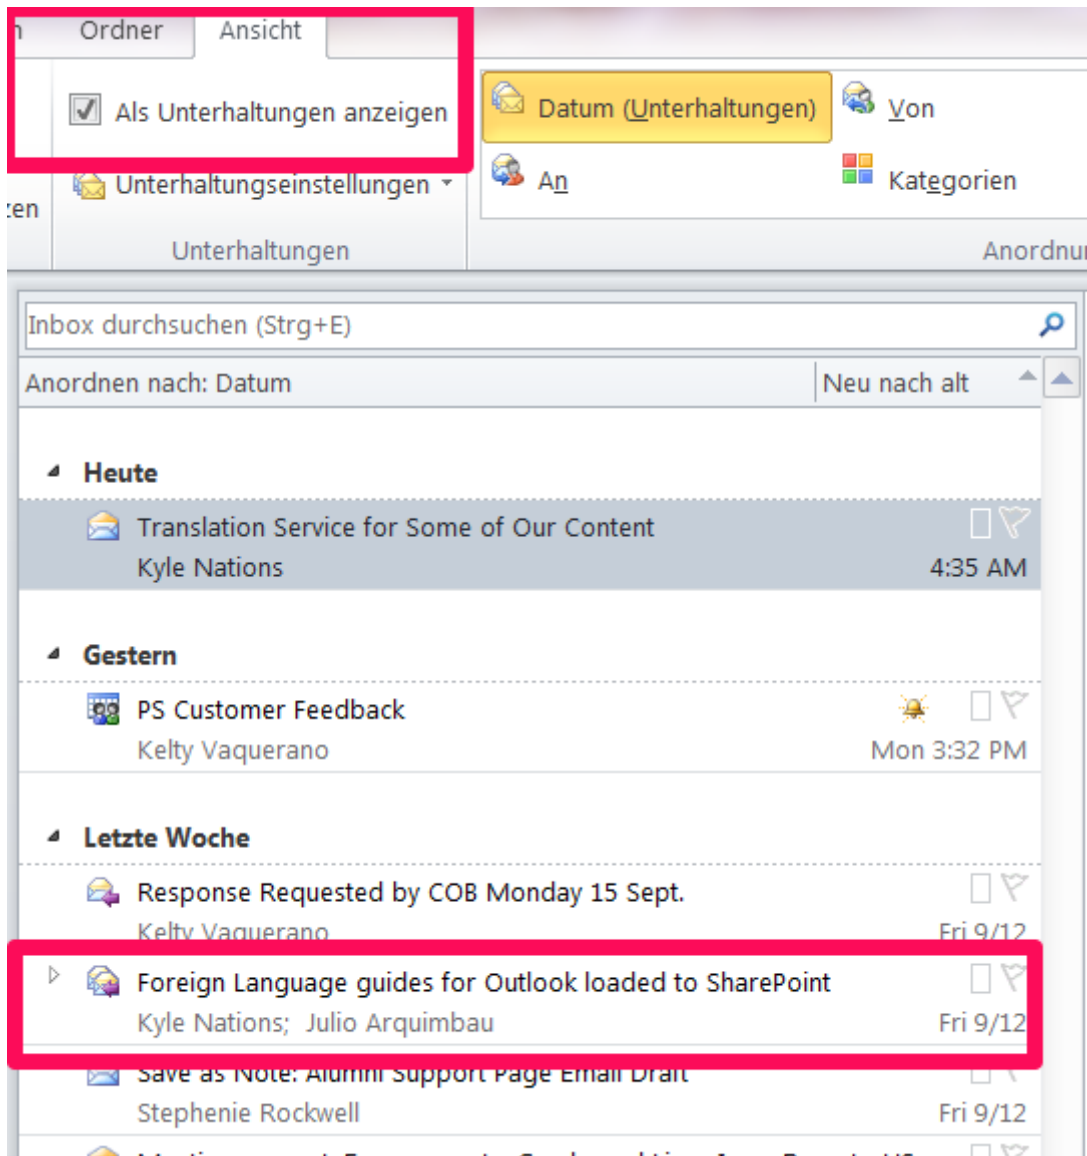 Ordner Ansicht
Als Unterhaltungen anzeigen
Datum (Unterhaltungen) Von
Unterhaltungseinstellungen
An Kategorien
Unterhaltungen
Inbox durchsuchen (Strg+E)
Anordnen nach: Datum Neu nach alt
Heute
Translation Service for Some of Our Content
Kyle Nations 4:35 AM
Gestern
PS Customer Feedback
Kelty Vaquerano Mon 3:32 PM
Letzte Woche
Response Requested by COB Monday 15 Sept.
Kelty Vaquerano Fri 9/12
Foreign Language guides for Outlook loaded to SharePoint
Kyle Nations; Julio Arquimbau Fri 9/12
Save as Note: Alumni Support Page Email Draft
Stephenie Rockwell Fri 9/12